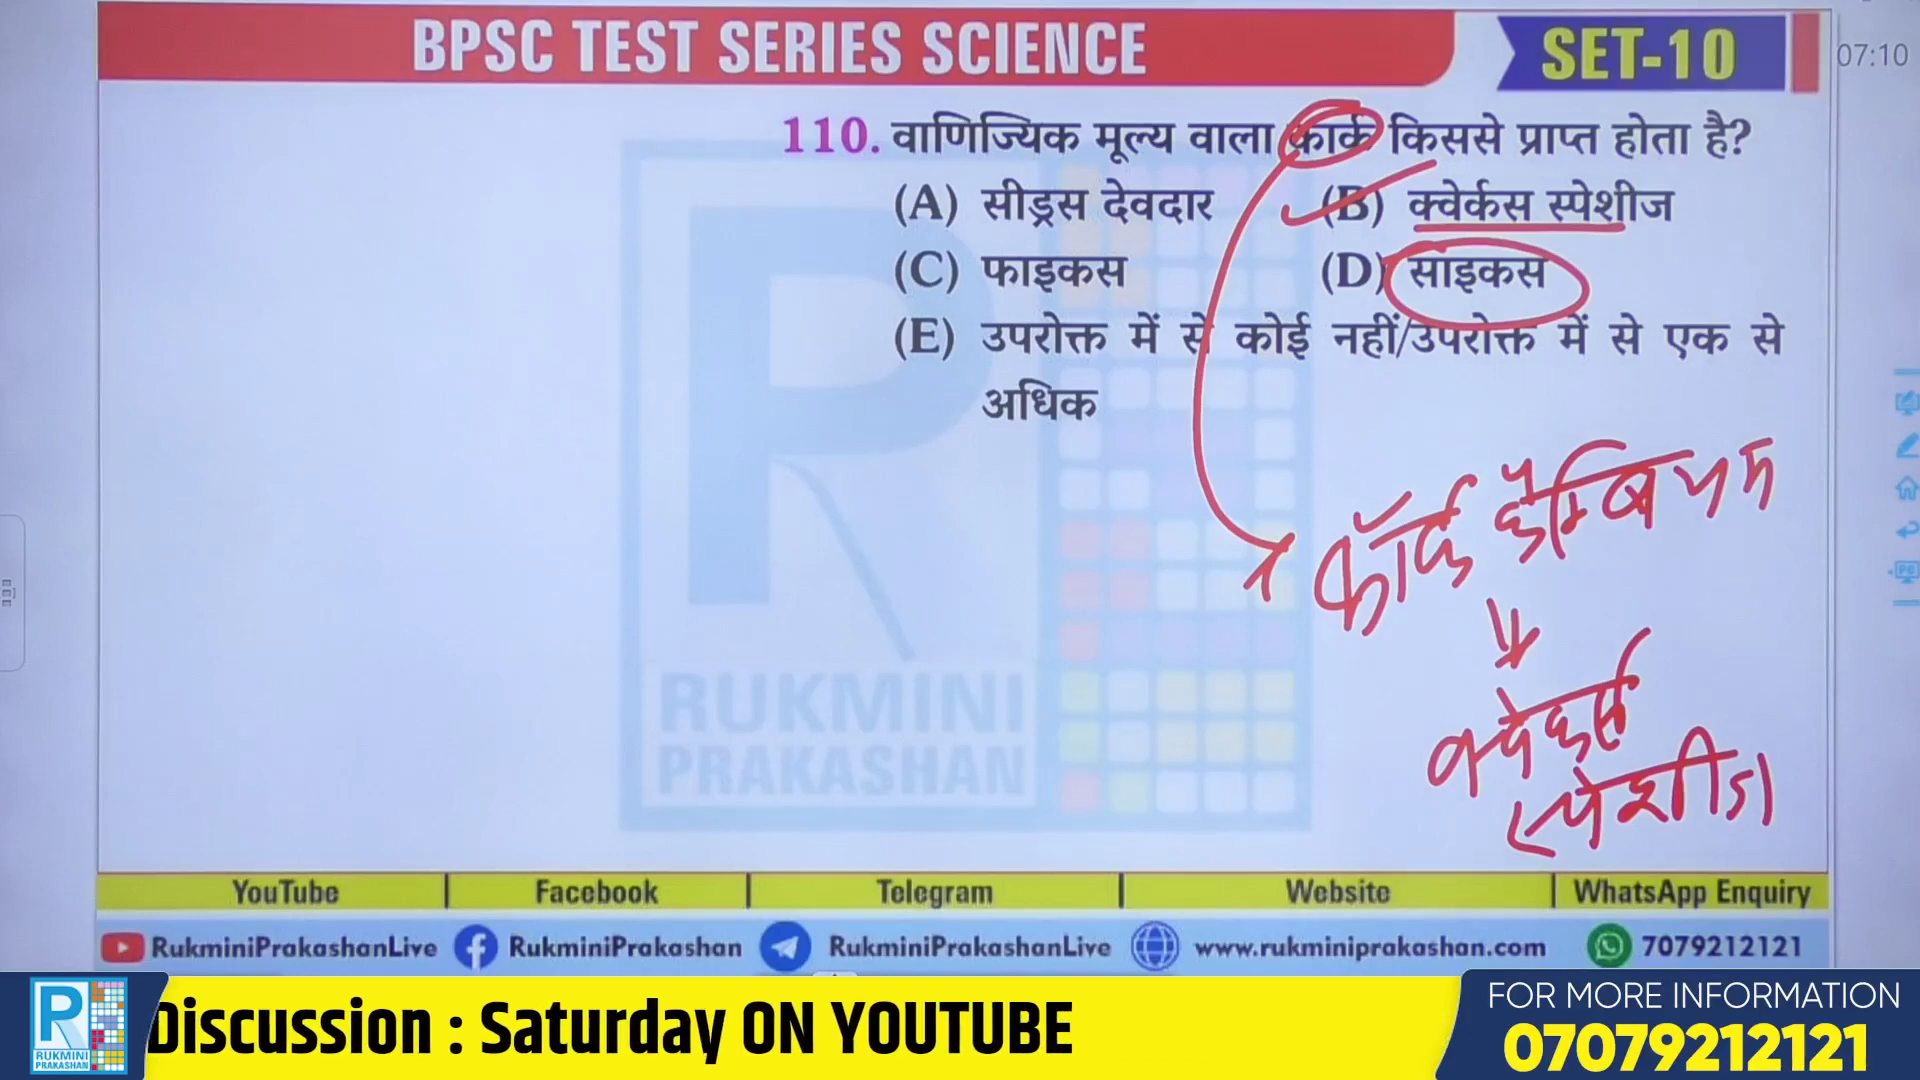 BPSC TEST SERIES SCIENCE
SET-10
07:10
110. वाणिज्यिक मूल्य वाला कार्क किससे प्राप्त होता है?
(A) सीड्रस देवदार (B) क्वेर्कस स्पेशीज
(C) फाइकस (D) साइकस
(E) उपरोक्त में से कोई नहीं/उपरोक्त में से एक से
अधिक
कॉर्क कैम्बियम
क्वेर्कस
स्पेशीज
RUKMINI
PRAKASHAN
YouTube Facebook Telegram Website WhatsApp Enquiry
RukminiPrakashanLive RukminiPrakashan RukminiPrakashanLive www.rukminiprakashan.com 7079212121
RUKMINI
PRAKASHAN
Discussion : Saturday ON YOUTUBE
FOR MORE INFORMATION
07079212121